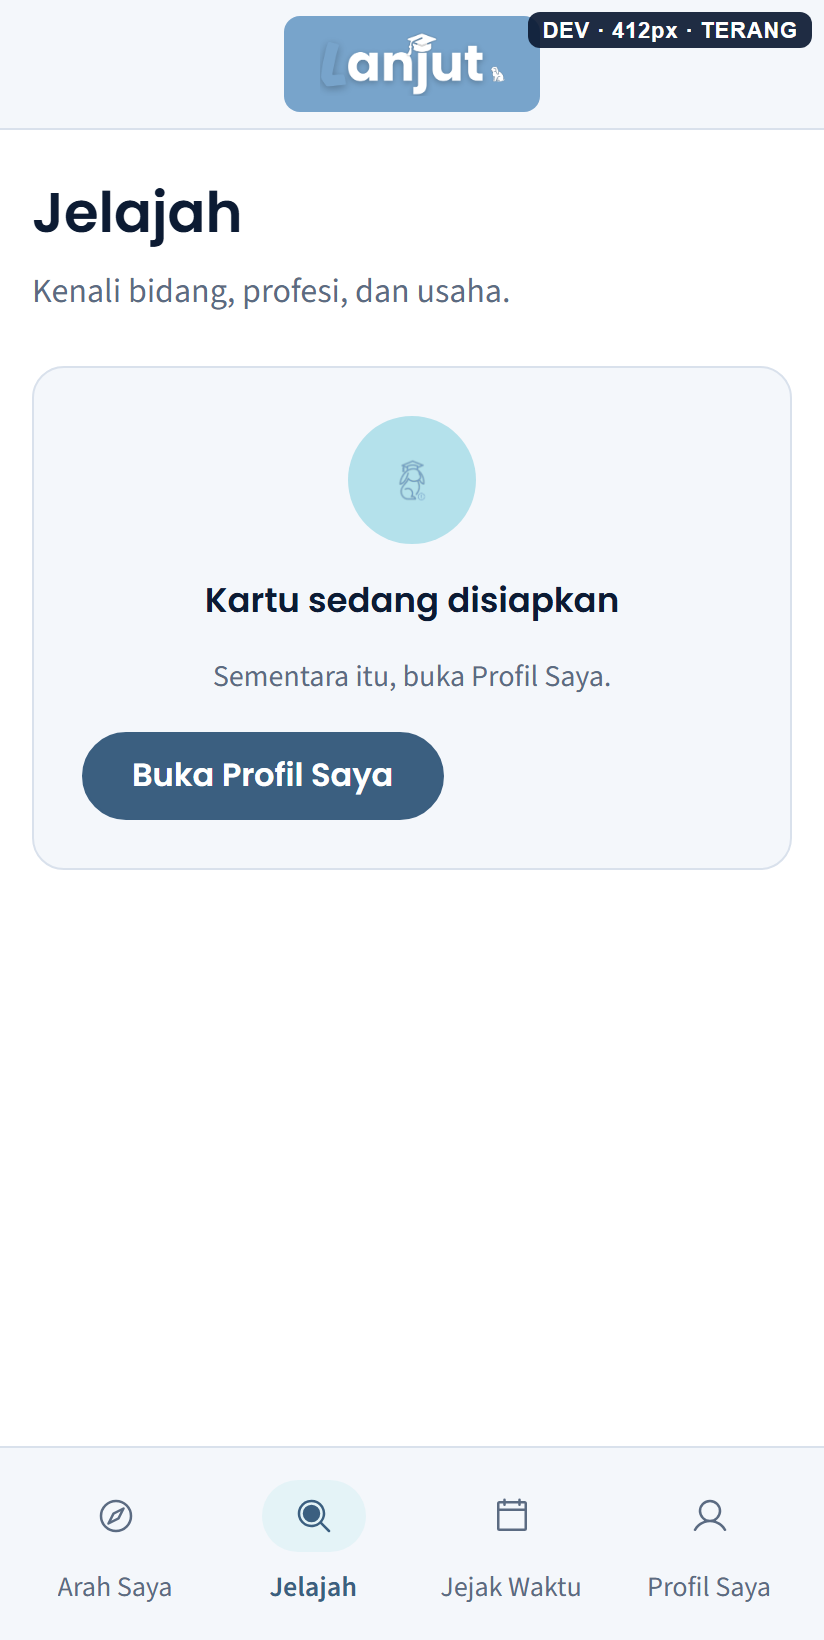 Lanjut
DEV · 412px · TERANG
Jelajah
Kenali bidang, profesi, dan usaha.
Kartu sedang disiapkan
Sementara itu, buka Profil Saya.
Buka Profil Saya
Arah Saya
Jelajah
Jejak Waktu
Profil Saya